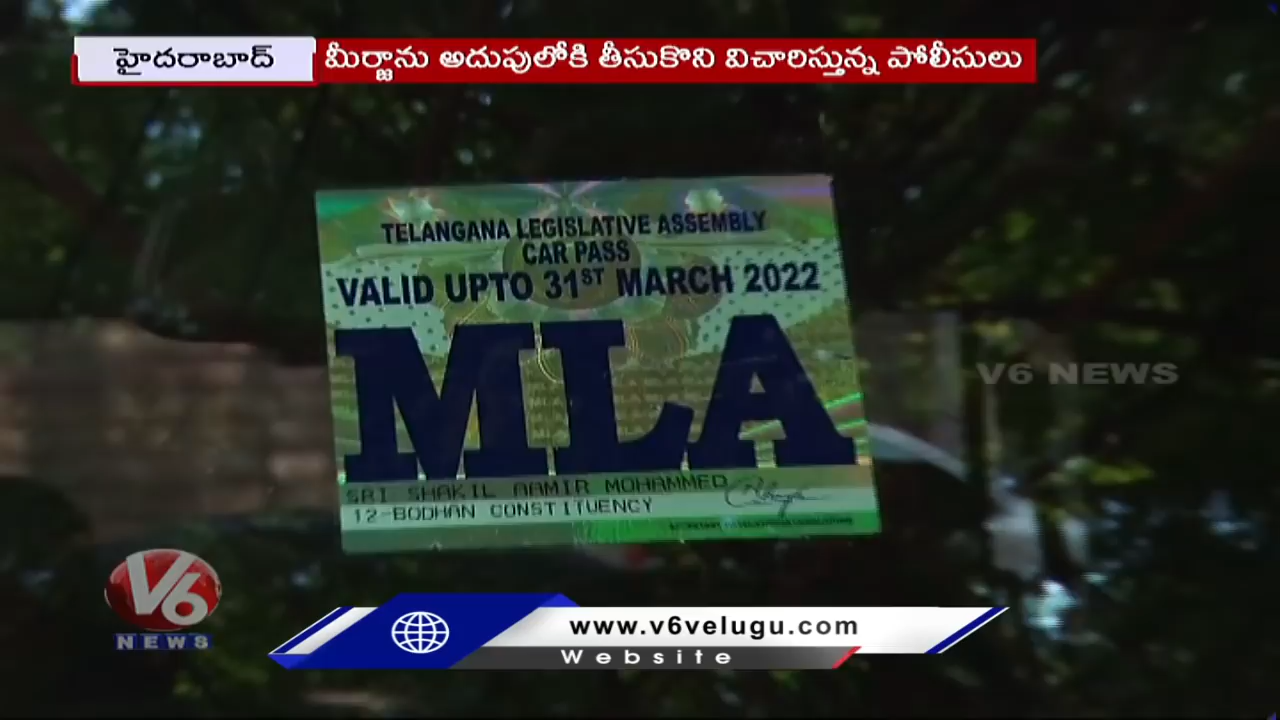 హైదరాబాద్
మీర్జాను అదుపులోకి తీసుకొని విచారిస్తున్న పోలీసులు
TELANGANA LEGISLATIVE ASSEMBLY
CAR PASS
VALID UPTO 31ST MARCH 2022
MLA
SRI SHAKIL AAMIR MOHAMMED
12-BODHAN CONSTITUENCY
V6 NEWS
V6
NEWS
www.v6velugu.com
Website